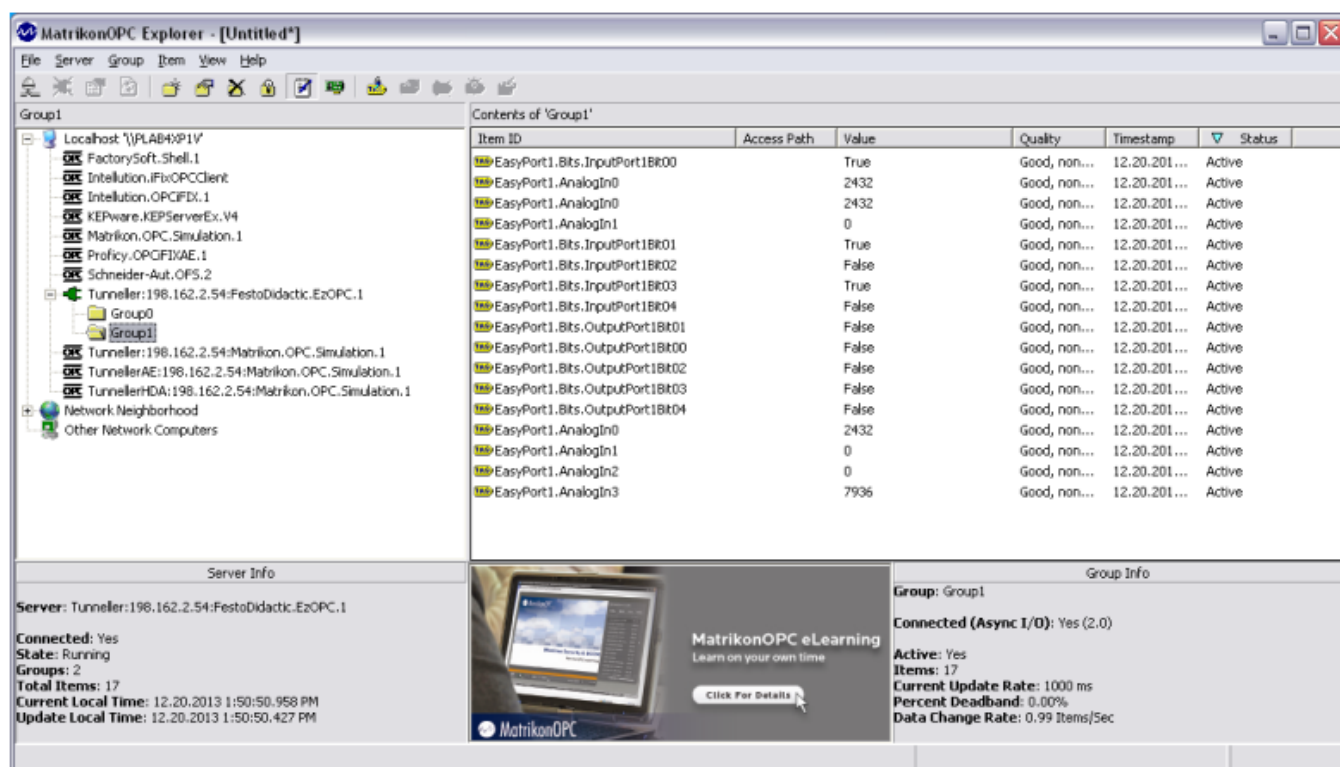 MatrikonOPC Explorer - [Untitled*]
File Server Group Item View Help
Group1
Contents of 'Group1'
Localhost '\\PLAB4XP1V'
FactorySoft.Shell.1
Intellution.iFixOPCClient
Intellution.OPCiFIX.1
KEPware.KEPServerEx.V4
Matrikon.OPC.Simulation.1
Proficy.OPCiFIXAE.1
Schneider-Aut.OFS.2
Tunneller:198.162.2.54:FestoDidactic.EzOPC.1
Group0
Group1
Tunneller:198.162.2.54:Matrikon.OPC.Simulation.1
TunnellerAE:198.162.2.54:Matrikon.OPC.Simulation.1
TunnellerHDA:198.162.2.54:Matrikon.OPC.Simulation.1
Network Neighborhood
Other Network Computers
Item ID Access Path Value Quality Timestamp Status
EasyPort1.Bits.InputPort1Bit00 True Good, non... 12.20.201... Active
EasyPort1.AnalogIn0 2432 Good, non... 12.20.201... Active
EasyPort1.AnalogIn0 2432 Good, non... 12.20.201... Active
EasyPort1.AnalogIn1 0 Good, non... 12.20.201... Active
EasyPort1.Bits.InputPort1Bit01 True Good, non... 12.20.201... Active
EasyPort1.Bits.InputPort1Bit02 False Good, non... 12.20.201... Active
EasyPort1.Bits.InputPort1Bit03 True Good, non... 12.20.201... Active
EasyPort1.Bits.InputPort1Bit04 False Good, non... 12.20.201... Active
EasyPort1.Bits.OutputPort1Bit01 False Good, non... 12.20.201... Active
EasyPort1.Bits.OutputPort1Bit00 False Good, non... 12.20.201... Active
EasyPort1.Bits.OutputPort1Bit02 False Good, non... 12.20.201... Active
EasyPort1.Bits.OutputPort1Bit03 False Good, non... 12.20.201... Active
EasyPort1.Bits.OutputPort1Bit04 False Good, non... 12.20.201... Active
EasyPort1.AnalogIn0 2432 Good, non... 12.20.201... Active
EasyPort1.AnalogIn1 0 Good, non... 12.20.201... Active
EasyPort1.AnalogIn2 0 Good, non... 12.20.201... Active
EasyPort1.AnalogIn3 7936 Good, non... 12.20.201... Active
Server Info
Server: Tunneller:198.162.2.54:FestoDidactic.EzOPC.1
Connected: Yes
State: Running
Groups: 2
Total Items: 17
Current Local Time: 12.20.2013 1:50:50.958 PM
Update Local Time: 12.20.2013 1:50:50.427 PM
MatrikonOPC eLearning
Learn on your own time
Click For Details
MatrikonOPC
Group Info
Group: Group1
Connected (Async I/O): Yes (2.0)
Active: Yes
Items: 17
Current Update Rate: 1000 ms
Percent Deadband: 0.00%
Data Change Rate: 0.99 Items/Sec